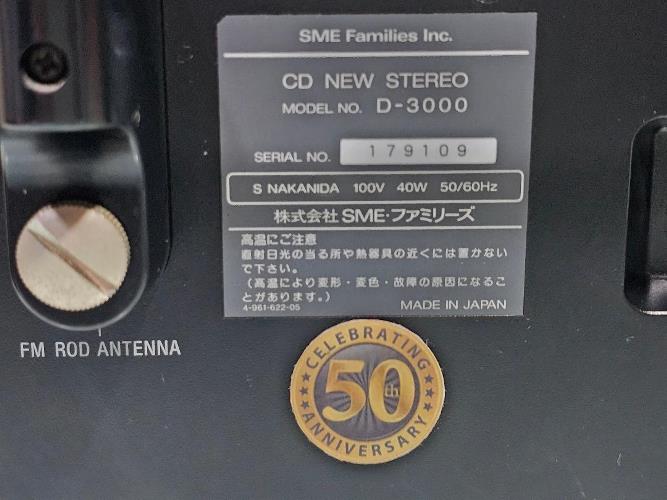 SME Families Inc.
CD NEW STEREO
MODEL NO. D-3000
SERIAL NO. 179109
S NAKANIDA 100V 40W 50/60Hz
株式会社 SME・ファミリーズ
高温にご注意
直射日光の当る所や熱器具の近くには置かない
で下さい。
(高温により変形・変色・故障の原因になるこ
とがあります。)
4-961-622-05 MADE IN JAPAN
FM ROD ANTENNA
CELEBRATING
50th
ANNIVERSARY